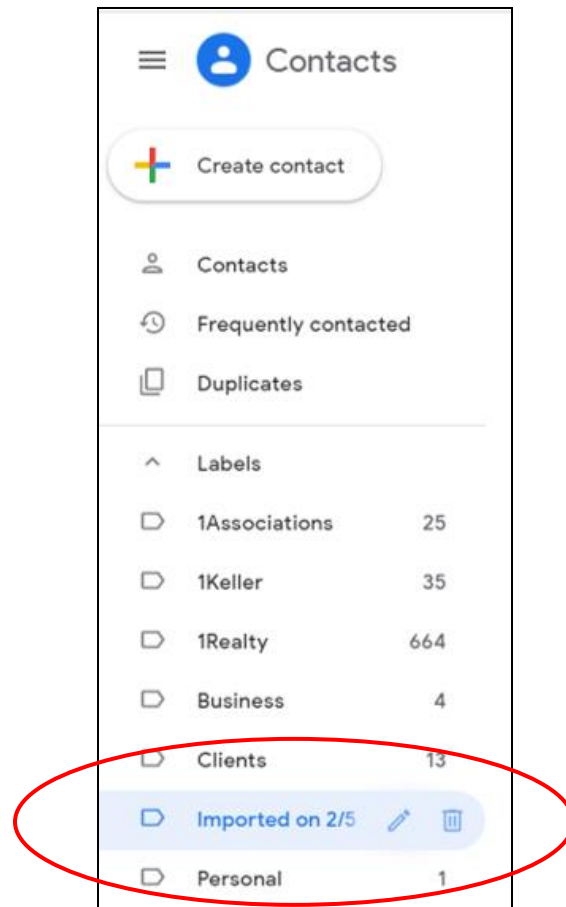 Contacts
Create contact
Contacts
Frequently contacted
Duplicates
Labels
1Associations 25
1Keller 35
1Realty 664
Business 4
Clients 13
Imported on 2/5
Personal 1